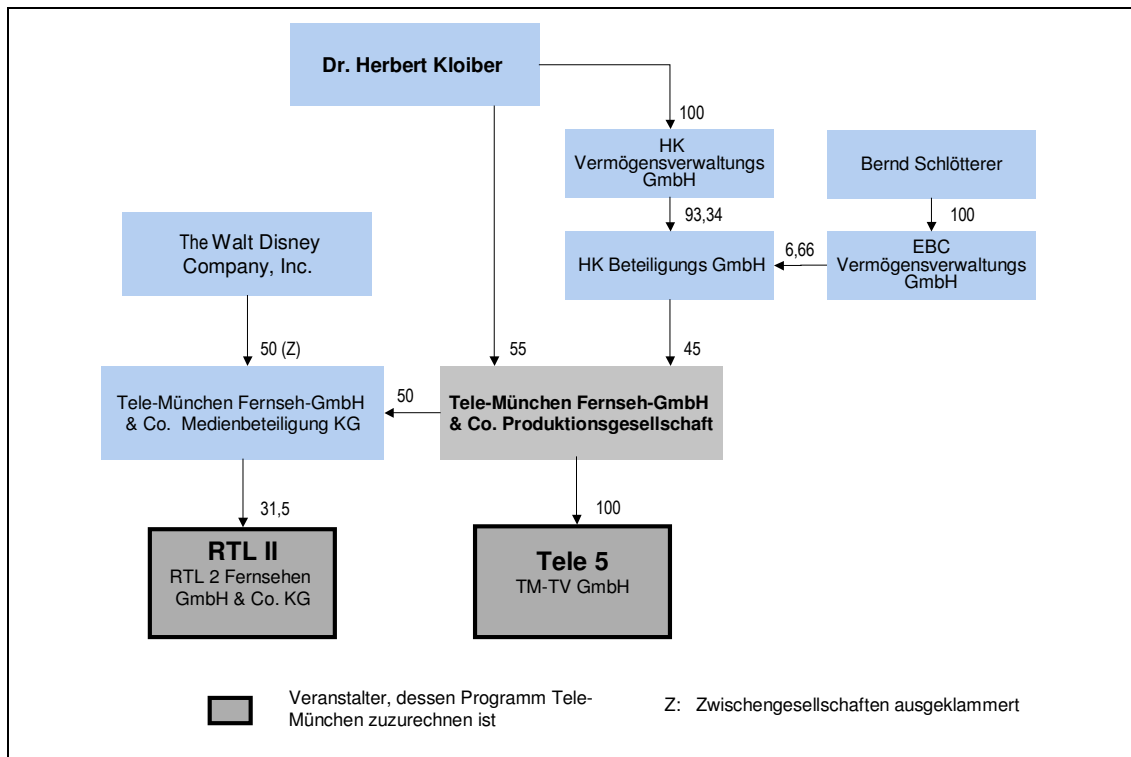 Dr. Herbert Kloiber
100
HK
Vermögensverwaltungs
GmbH
Bernd Schlötterer
93,34
100
The Walt Disney
Company, Inc.
HK Beteiligungs GmbH
6,66
EBC
Vermögensverwaltungs
GmbH
50 (Z)
55
45
Tele-München Fernseh-GmbH
& Co. Medienbeteiligung KG
50
Tele-München Fernseh-GmbH
& Co. Produktionsgesellschaft
31,5
100
RTL II
RTL 2 Fernsehen
GmbH & Co. KG
Tele 5
TM-TV GmbH
Veranstalter, dessen Programm Tele-
München zuzurechnen ist
Z: Zwischengesellschaften ausgeklammert